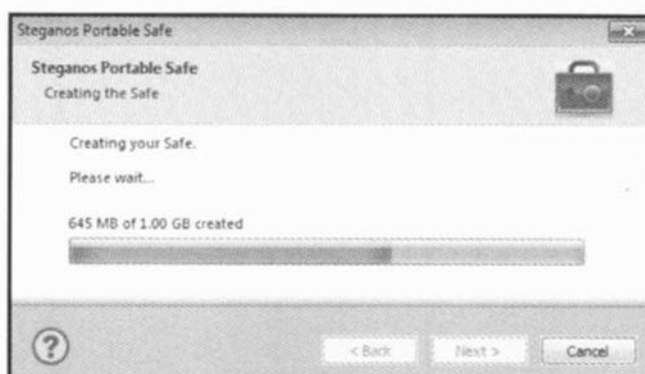 Steganos Portable Safe
Steganos Portable Safe
Creating the Safe
Creating your Safe.
Please wait...
645 MB of 1.00 GB created
?
< Back Next > Cancel